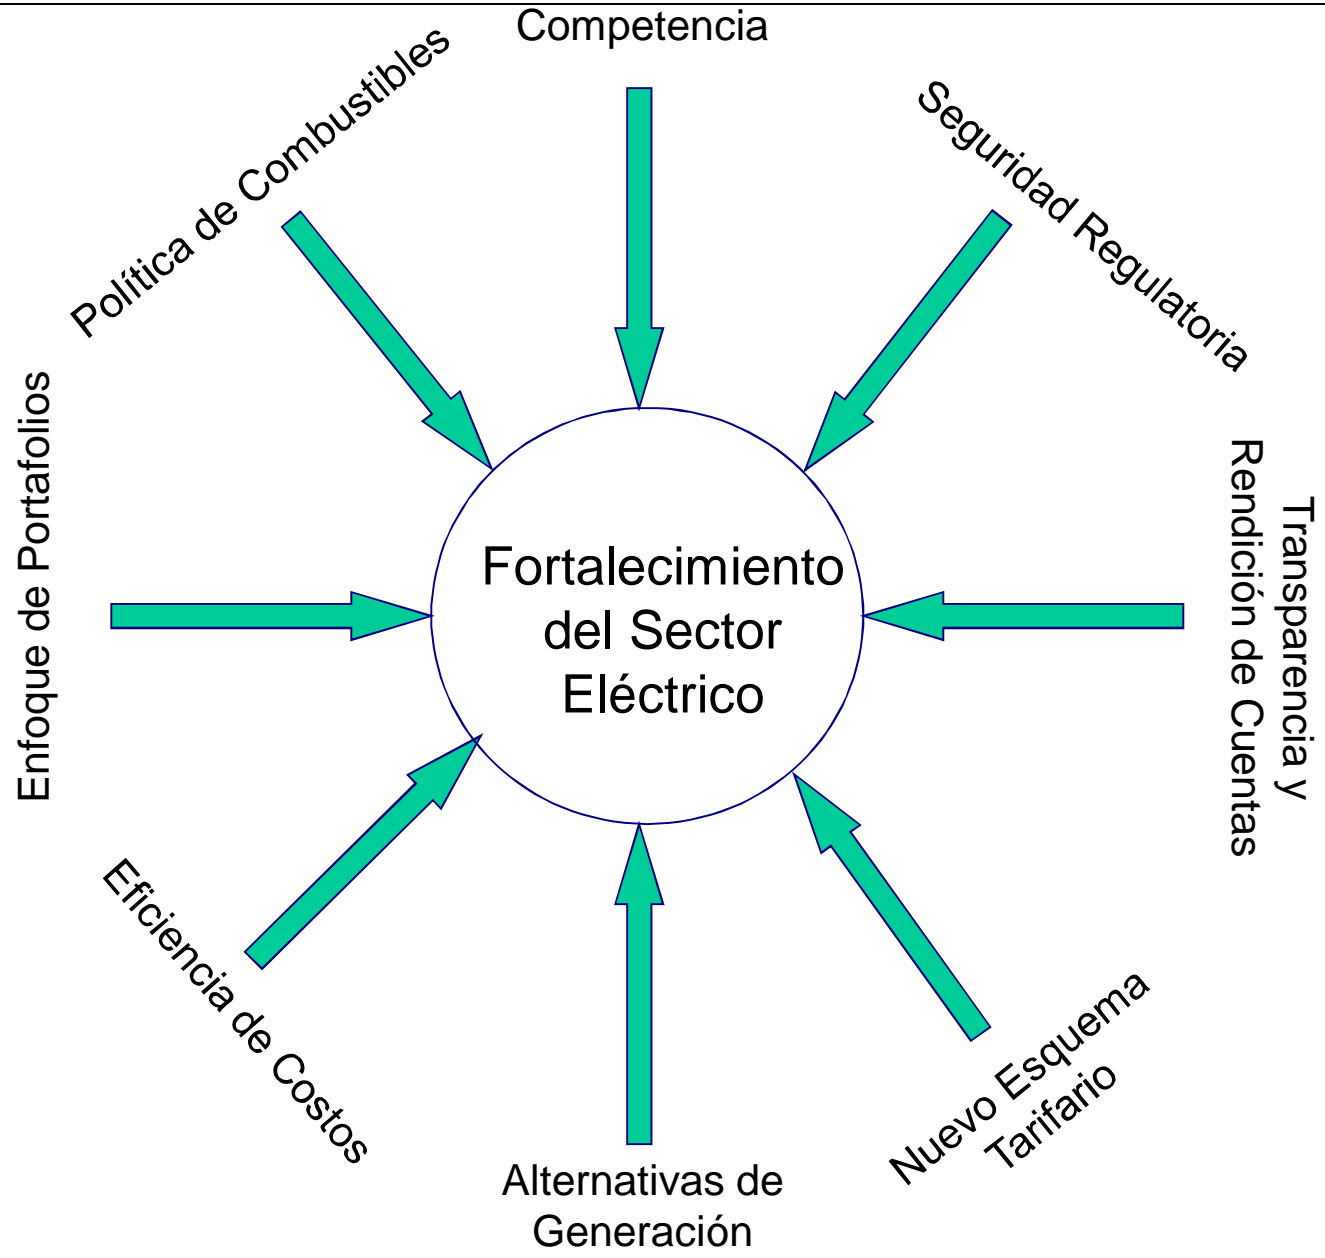 Competencia
Política de Combustibles
Seguridad Regulatoria
Enfoque de Portafolios
Transparencia y
Rendición de Cuentas
Fortalecimiento
del Sector
Eléctrico
Eficiencia de Costos
Nuevo Esquema
Tarifario
Alternativas de
Generación